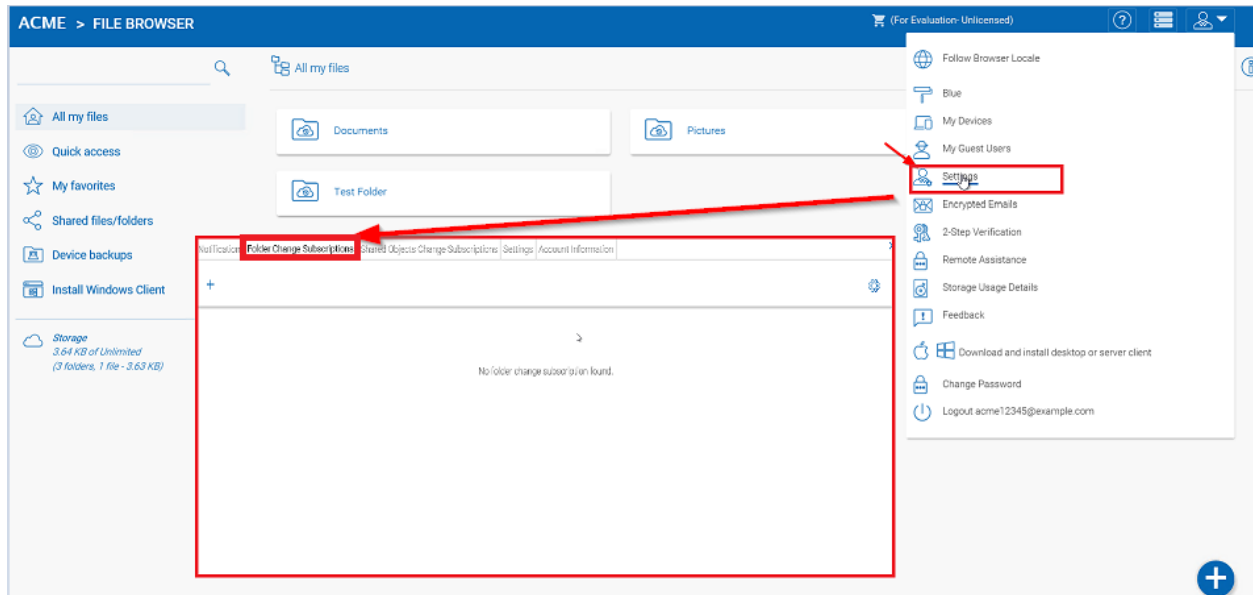 ACME > FILE BROWSER
(For Evaluation- Unlicensed)
All my files
Follow Browser Locale
Blue
My Devices
My Guest Users
Settings
Encrypted Emails
2-Step Verification
Remote Assistance
Storage Usage Details
Feedback
Download and install desktop or server client
Change Password
Logout acme12345@example.com
All my files
Quick access
My favorites
Shared files/folders
Device backups
Install Windows Client
Storage
3.64 KB of Unlimited
(3 folders, 1 file - 3.63 KB)
Documents
Pictures
Test Folder
Notification Folder Change Subscriptions Shared Objects Change Subscriptions Settings Account Information
No folder change subscription found.